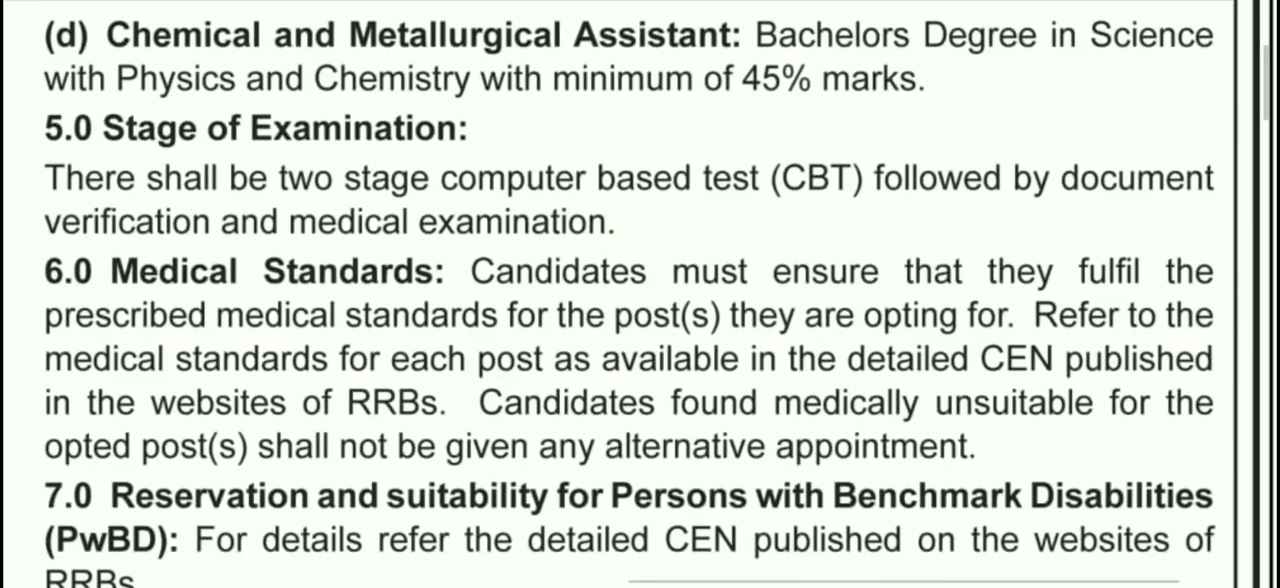 (d) Chemical and Metallurgical Assistant: Bachelors Degree in Science
with Physics and Chemistry with minimum of 45% marks.
5.0 Stage of Examination:
There shall be two stage computer based test (CBT) followed by document
verification and medical examination.
6.0 Medical Standards: Candidates must ensure that they fulfil the
prescribed medical standards for the post(s) they are opting for. Refer to the
medical standards for each post as available in the detailed CEN published
in the websites of RRBs. Candidates found medically unsuitable for the
opted post(s) shall not be given any alternative appointment.
7.0 Reservation and suitability for Persons with Benchmark Disabilities
(PwBD): For details refer the detailed CEN published on the websites of
RRBs